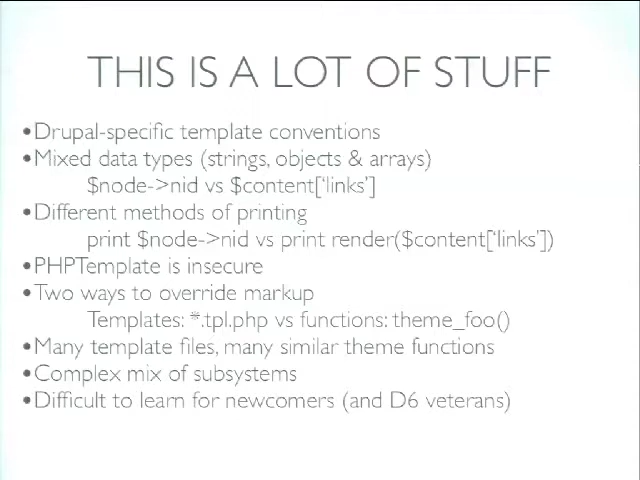 THIS IS A LOT OF STUFF
•Drupal-specific template conventions
•Mixed data types (strings, objects & arrays)
$node->nid vs $content['links']
•Different methods of printing
print $node->nid vs print render($content['links'])
•PHPTemplate is insecure
•Two ways to override markup
Templates: *.tpl.php vs functions: theme_foo()
•Many template files, many similar theme functions
•Complex mix of subsystems
•Difficult to learn for newcomers (and D6 veterans)